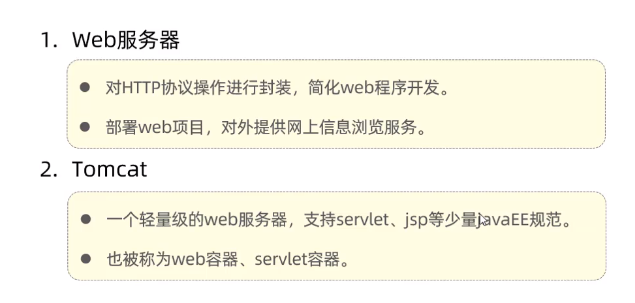 1. Web服务器
● 对HTTP协议操作进行封装，简化web程序开发。
● 部署web项目，对外提供网上信息浏览服务。
2. Tomcat
● 一个轻量级的web服务器，支持servlet、jsp等少量javaEE规范。
● 也被称为web容器、servlet容器。